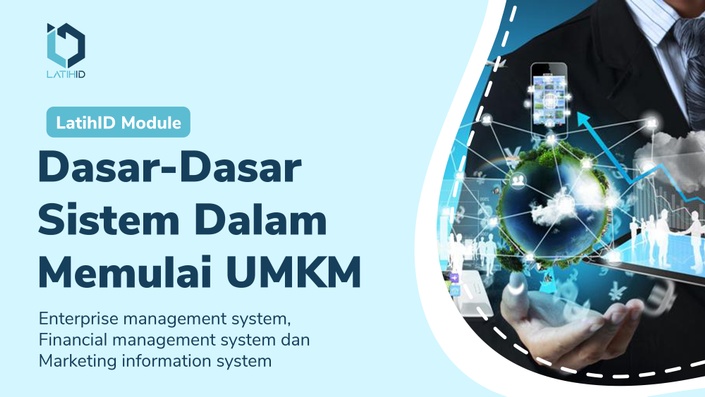 LATIHID
LatihID Module
Dasar-Dasar
Sistem Dalam
Memulai UMKM
Enterprise management system,
Financial management system dan
Marketing information system